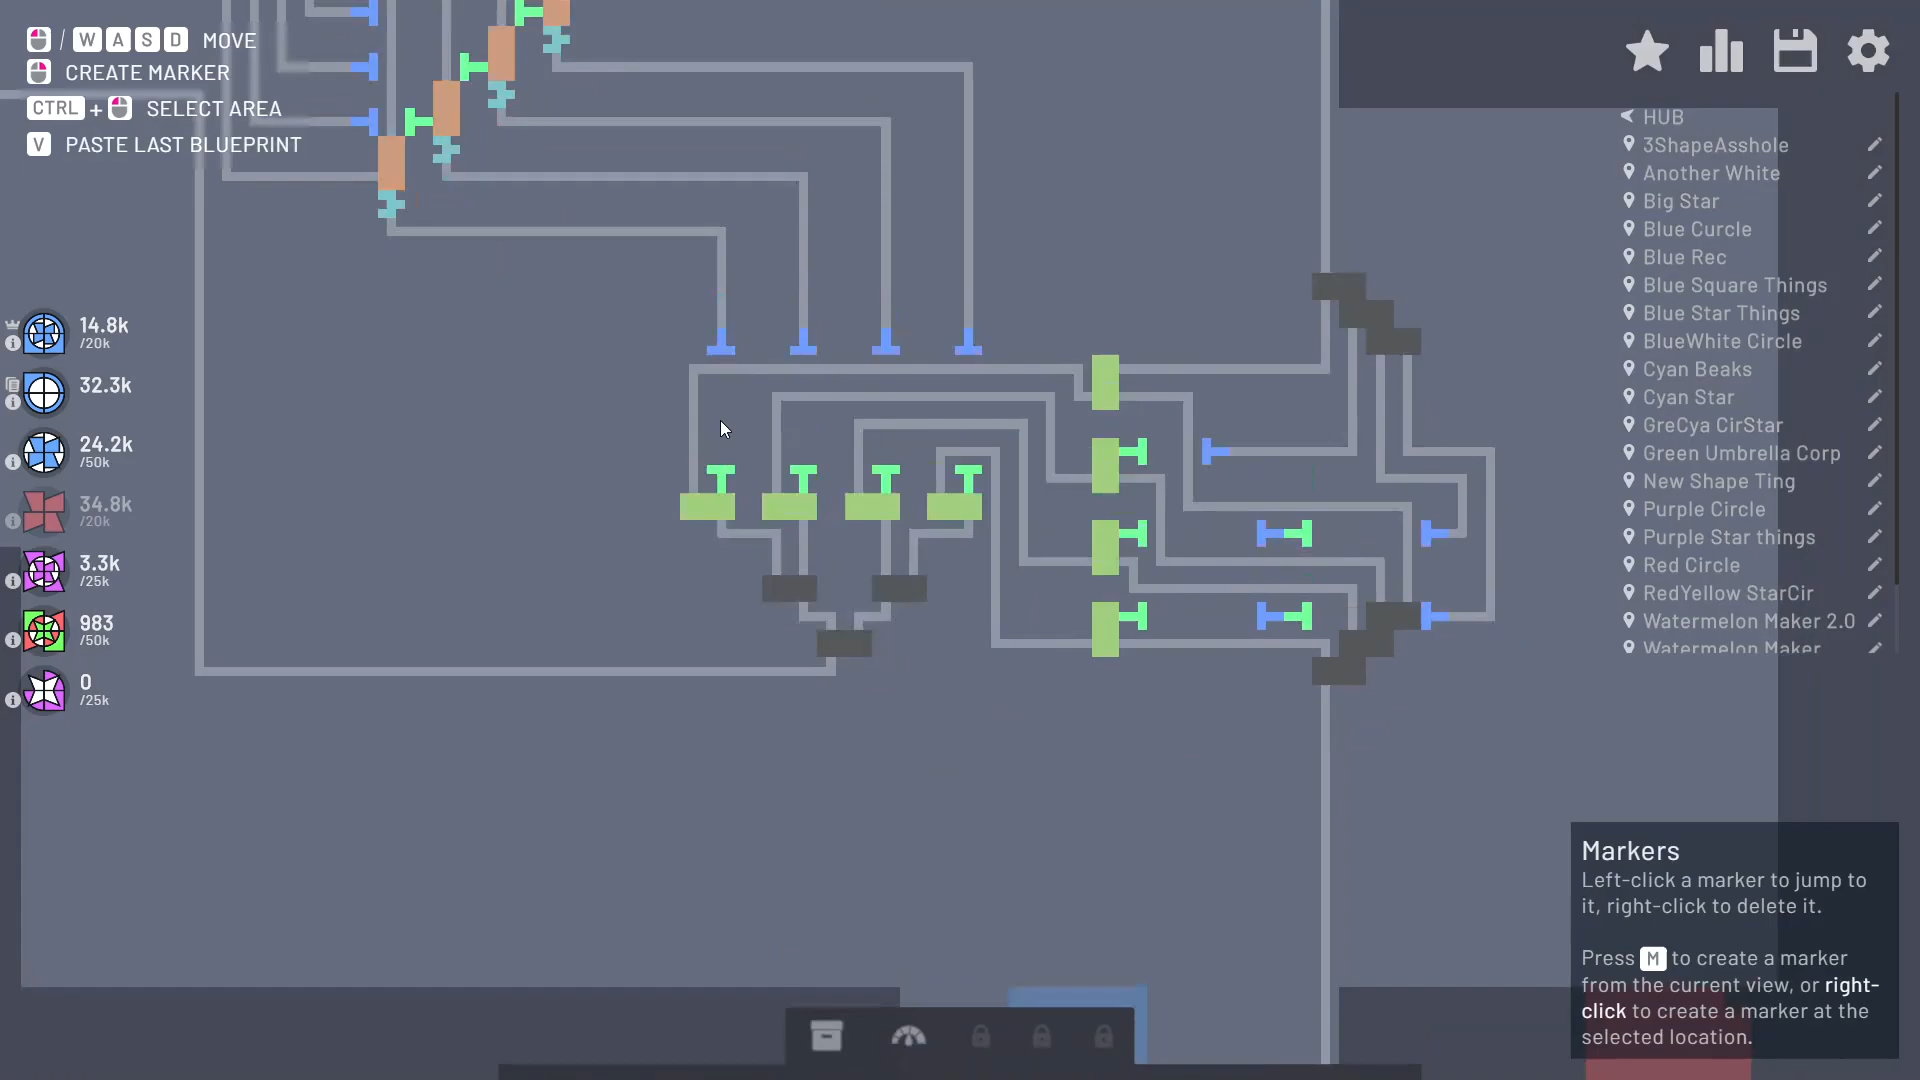 / W A S D MOVE
CREATE MARKER
CTRL + SELECT AREA
V PASTE LAST BLUEPRINT
14.8k
/20k
32.3k
24.2k
/50k
34.8k
/20k
3.3k
/25k
983
/50k
0
/25k
HUB
3ShapeAsshole
Another White
Big Star
Blue Curcle
Blue Rec
Blue Square Things
Blue Star Things
BlueWhite Circle
Cyan Beaks
Cyan Star
GreCya CirStar
Green Umbrella Corp
New Shape Ting
Purple Circle
Purple Star things
Red Circle
RedYellow StarCir
Watermelon Maker 2.0
Watermelon Maker
Markers
Left-click a marker to jump to
it, right-click to delete it.
Press M to create a marker
from the current view, or right-
click to create a marker at the
selected location.